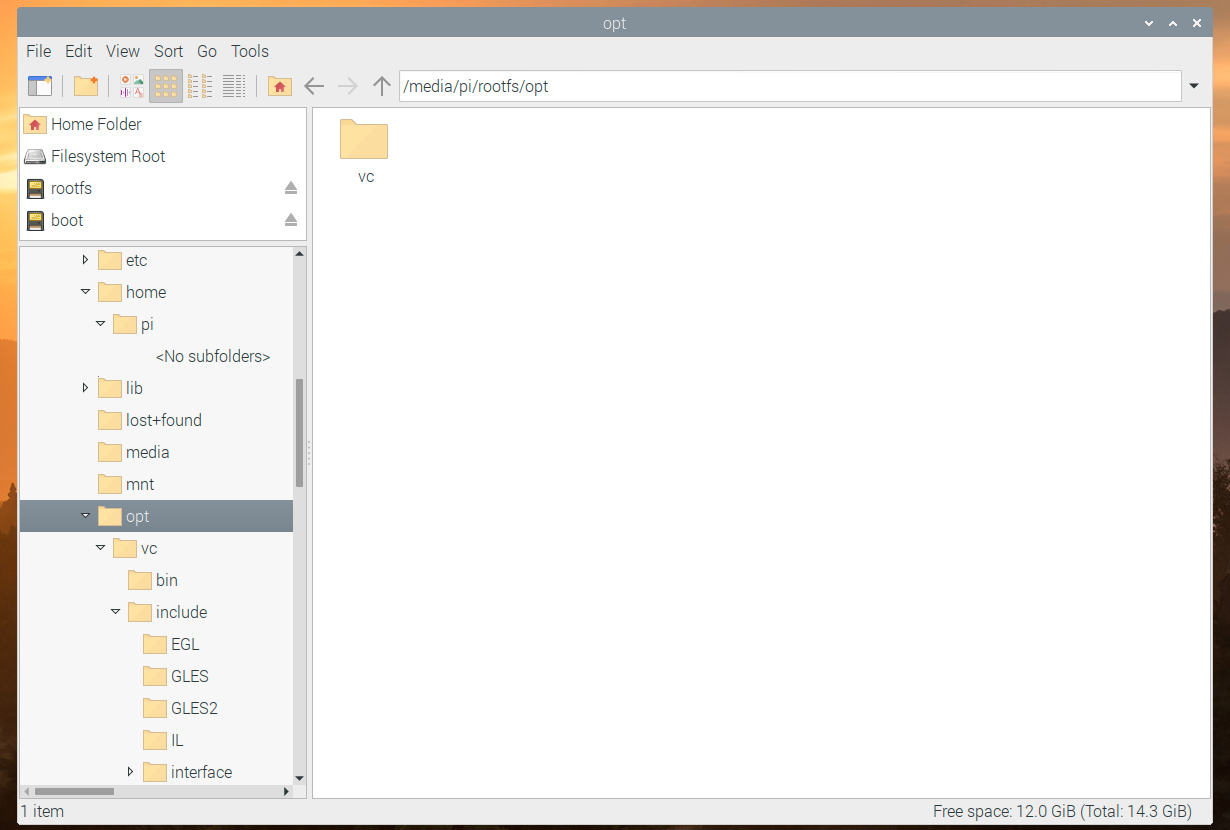 opt
File Edit View Sort Go Tools
/media/pi/rootfs/opt
Home Folder
Filesystem Root
rootfs
boot
etc
home
pi
<No subfolders>
lib
lost+found
media
mnt
opt
vc
bin
include
EGL
GLES
GLES2
IL
interface
vc
1 item
Free space: 12.0 GiB (Total: 14.3 GiB)